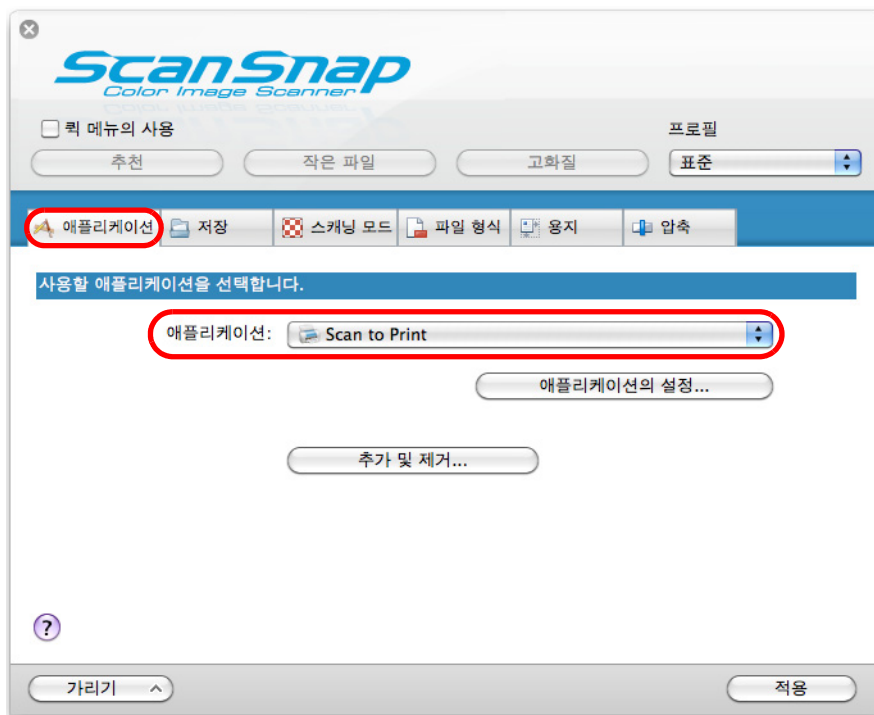 ScanSnap
Color Image Scanner
퀵 메뉴의 사용
프로필
추천
작은 파일
고화질
표준
애플리케이션
저장
스캐닝 모드
파일 형식
용지
압축
사용할 애플리케이션을 선택합니다.
애플리케이션:
Scan to Print
애플리케이션의 설정...
추가 및 제거...
?
가리기
적용